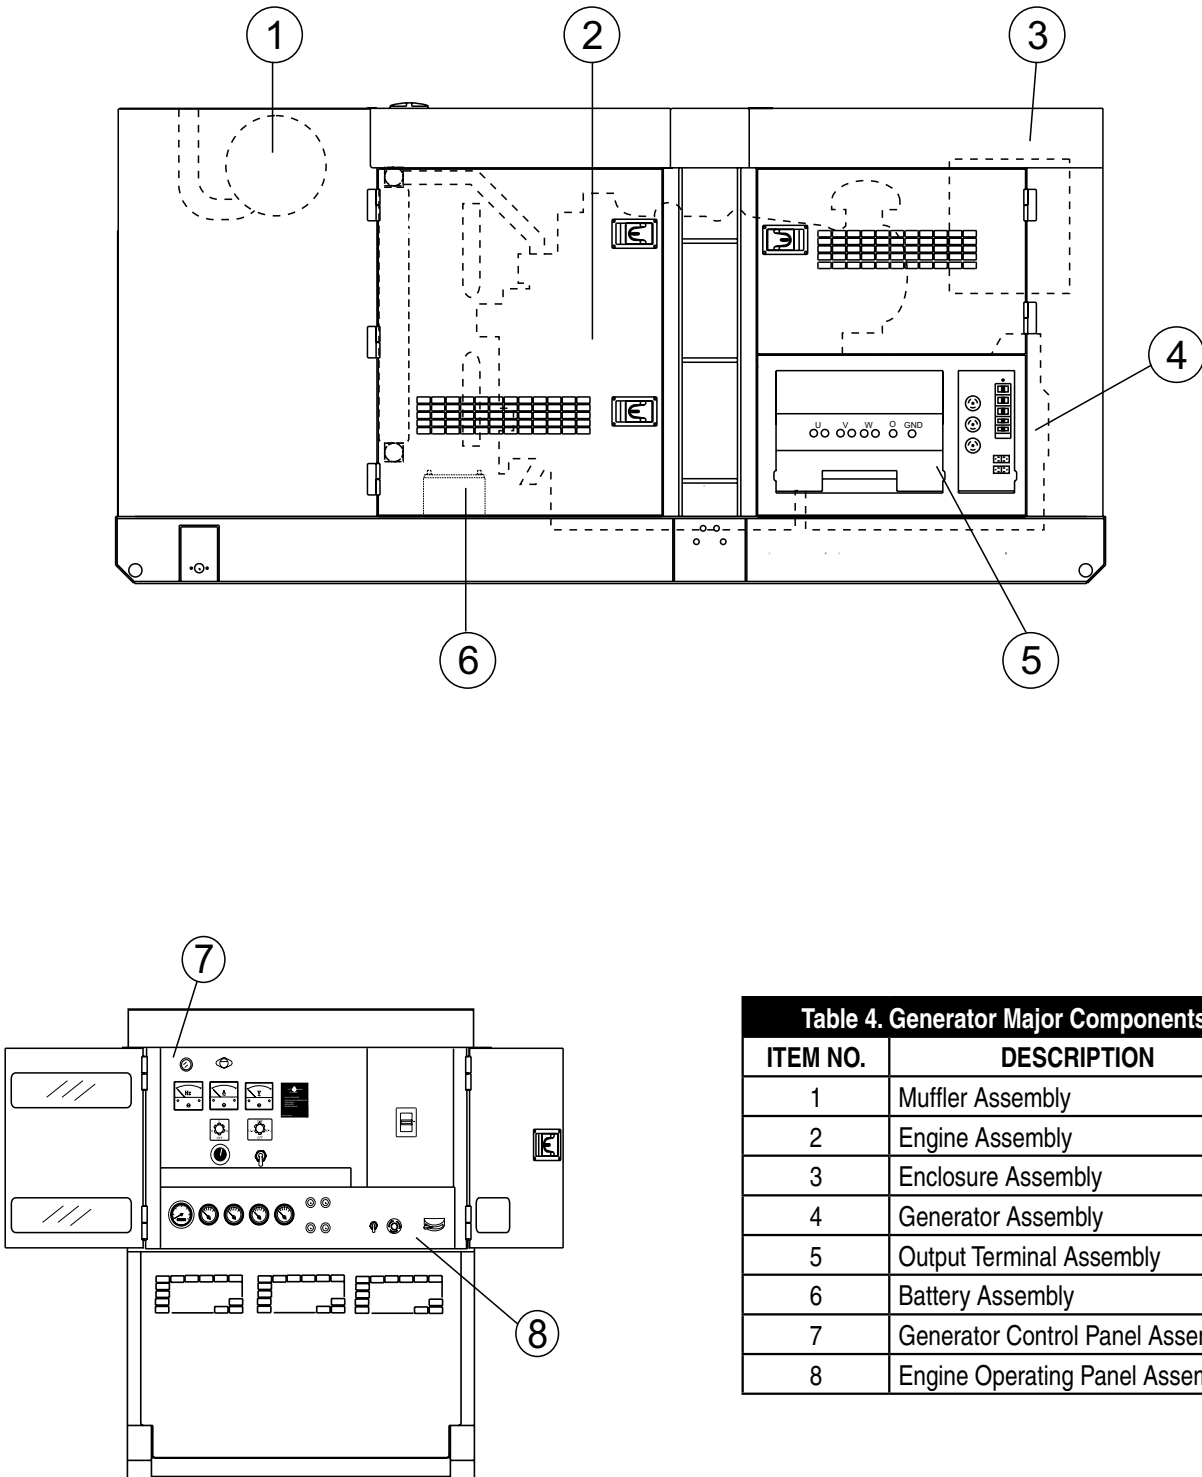 1
2
3
4
U V W O GND
6
5
7
Hz A V
8
Table 4. Generator Major Components
ITEM NO. DESCRIPTION
1 Muffler Assembly
2 Engine Assembly
3 Enclosure Assembly
4 Generator Assembly
5 Output Terminal Assembly
6 Battery Assembly
7 Generator Control Panel Assem
8 Engine Operating Panel Assem